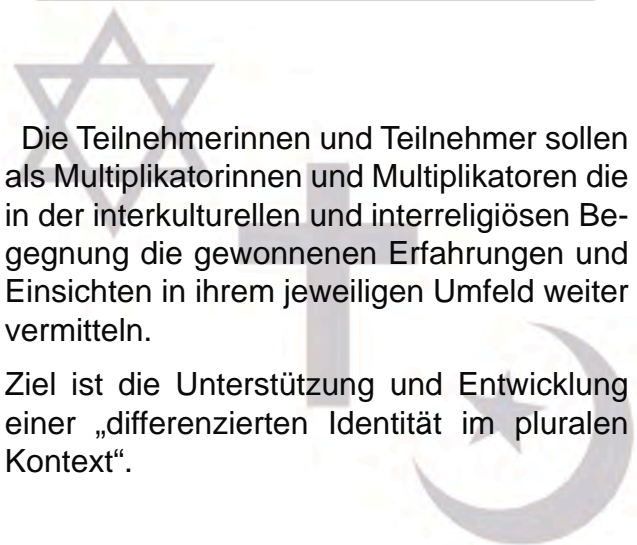 Die Teilnehmerinnen und Teilnehmer sollen
als Multiplikatorinnen und Multiplikatoren die
in der interkulturellen und interreligiösen Be-
gegnung die gewonnenen Erfahrungen und
Einsichten in ihrem jeweiligen Umfeld weiter
vermitteln.
Ziel ist die Unterstützung und Entwicklung
einer „differenzierten Identität im pluralen
Kontext“.